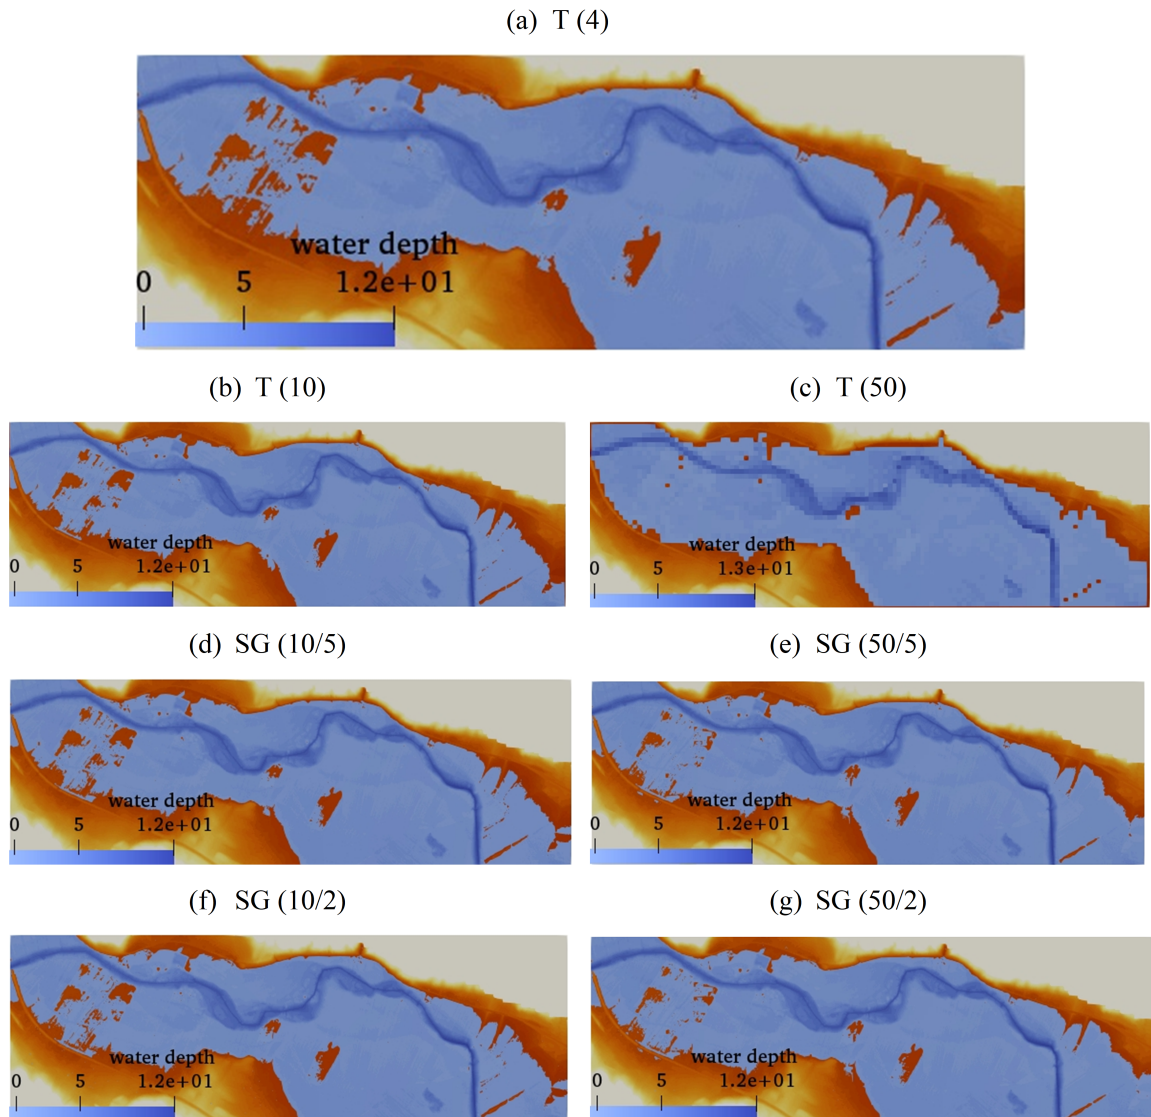 (a) T (4)
water depth
0 5 1.2e+01
(b) T (10)
(c) T (50)
water depth
0 5 1.2e+01
water depth
0 5 1.3e+01
(d) SG (10/5)
(e) SG (50/5)
water depth
0 5 1.2e+01
water depth
0 5 1.2e+01
(f) SG (10/2)
(g) SG (50/2)
water depth
0 5 1.2e+01
water depth
0 5 1.2e+01